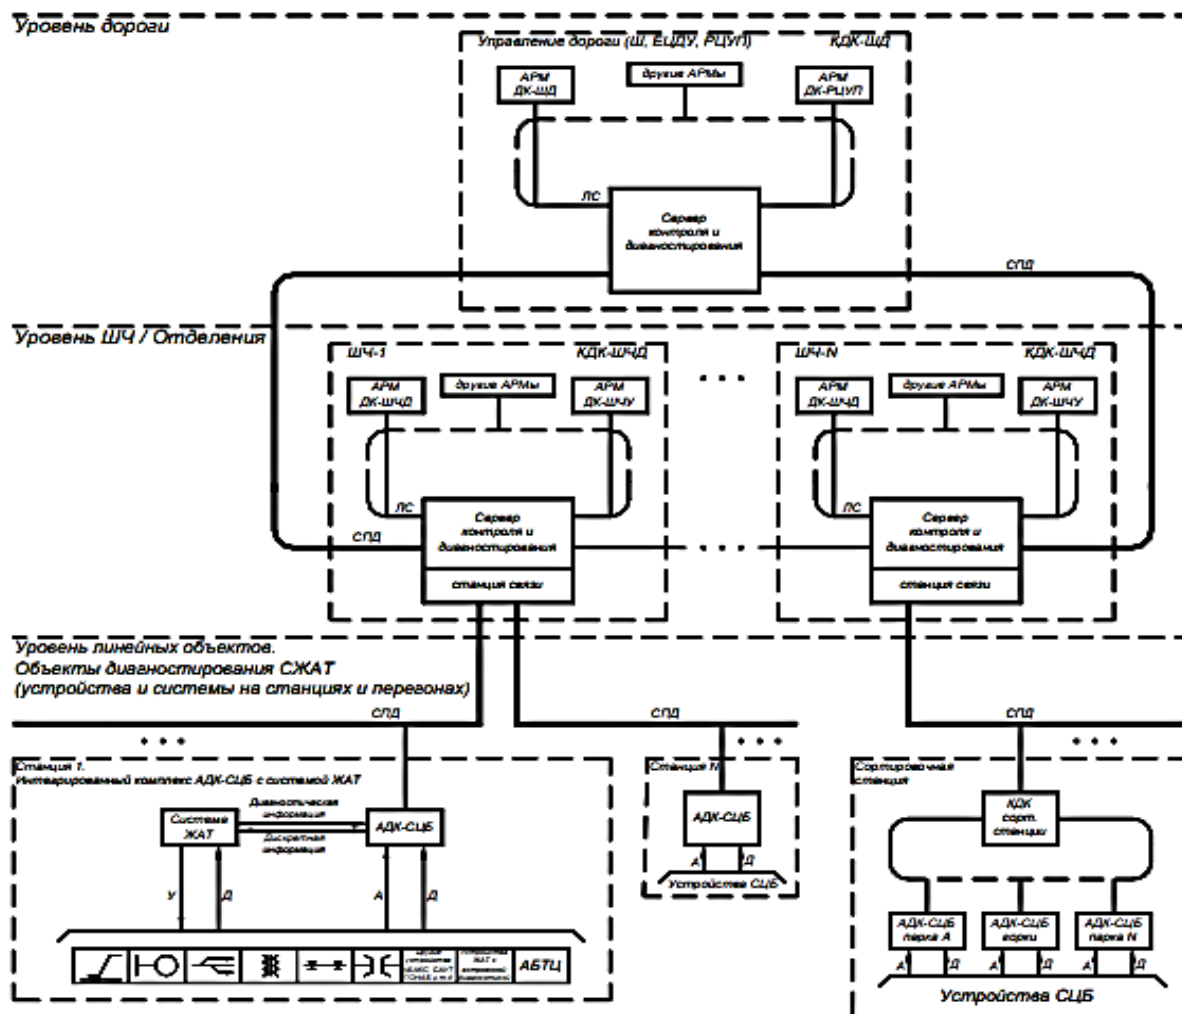 Уровень дороги
Управление дороги (Ш, ЕЦДУ, РЦУП)
КДК-ШД
АРМ
ДК-ШД
другие АРМы
АРМ
ДК-РЦУП
ЛС
Сервер
контроля и
диагностирования
СПД
Уровень ШЧ / Отделения
ШЧ-1
КДК-ШЧД
АРМ
ДК-ШЧД
другие АРМы
АРМ
ДК-ШЧУ
ЛС
СПД
Сервер
контроля и
диагностирования
станция связи
• • •
• • •
ШЧ-N
КДК-ШЧД
АРМ
ДК-ШЧД
другие АРМы
АРМ
ДК-ШЧУ
ЛС
Сервер
контроля и
диагностирования
станция связи
Уровень линейных объектов.
Объекты диагностирования СЖАТ
(устройства и системы на станциях и перегонах)
СПД
СПД
СПД
• • •
• • •
• • •
Станция 1.
Интегрированный комплекс АДК-СЦБ с системой ЖАТ
Система
ЖАТ
Диагностическая
информация
Дискретная
информация
АДК-СЦБ
У
Д
А
Д
Другие
устройства
ЖАТ с
АБТЦ
Станция N
АДК-СЦБ
А
Д
Устройства СЦБ
Сортировочная
станция
КДК
сорт.
станции
АДК-СЦБ
парка А
АДК-СЦБ
горки
АДК-СЦБ
парка N
А
Д
А
Д
А
Д
Устройства СЦБ